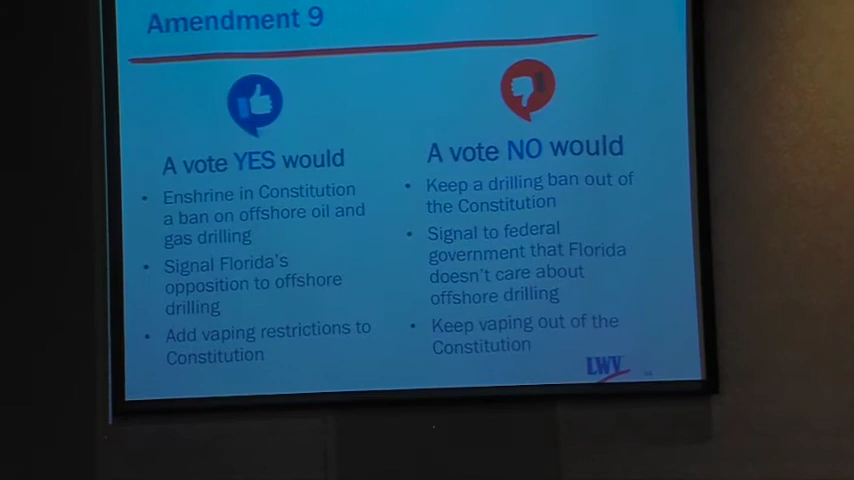 Amendment 9
A vote YES would
• Enshrine in Constitution
a ban on offshore oil and
gas drilling
• Signal Florida's
opposition to offshore
drilling
• Add vaping restrictions to
Constitution
A vote NO would
• Keep a drilling ban out of
the Constitution
• Signal to federal
government that Florida
doesn't care about
offshore drilling
• Keep vaping out of the
Constitution
LWV